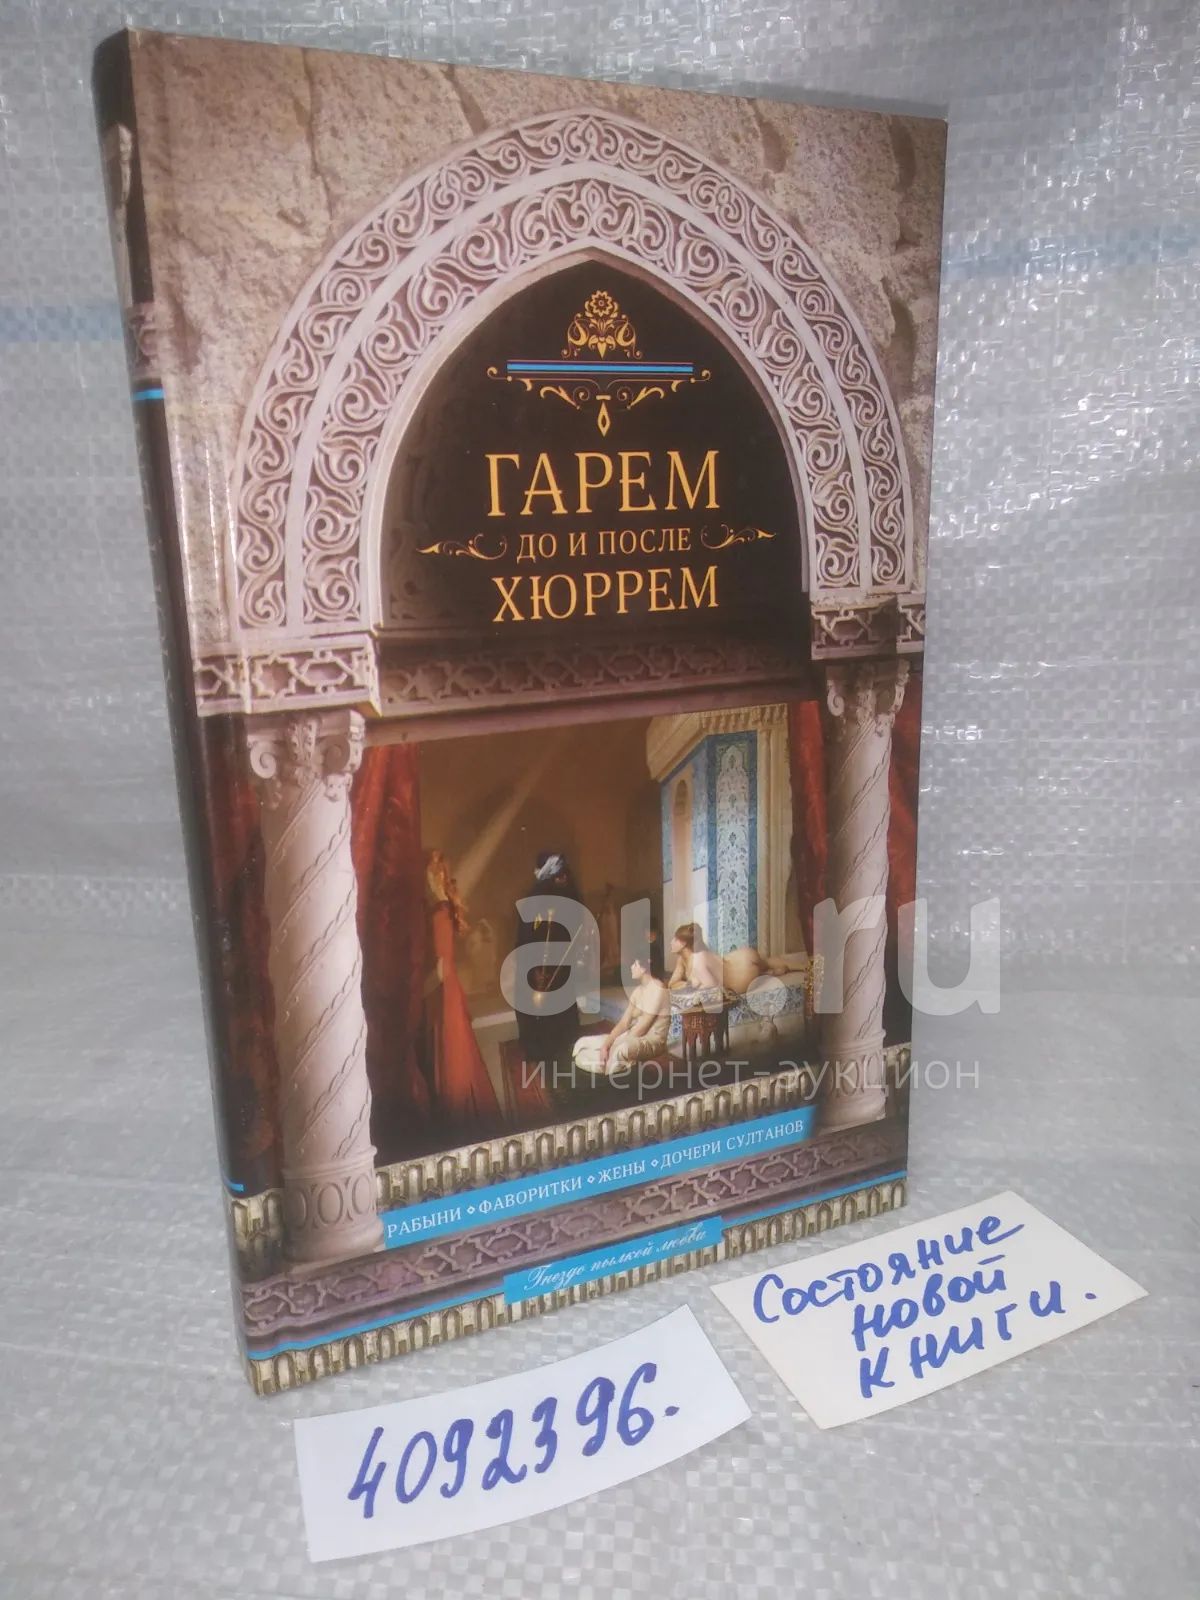 ГАРЕМ
ДО И ПОСЛЕ
ХЮРРЕМ
au.ru
интернет-аукцион
РАБЫНИ ⋄ ФАВОРИТКИ ⋄ ЖЕНЫ ⋄ ДОЧЕРИ СУЛТАНОВ
Гнездо пылкой любви
Состояние
новой
книги.
4092396.